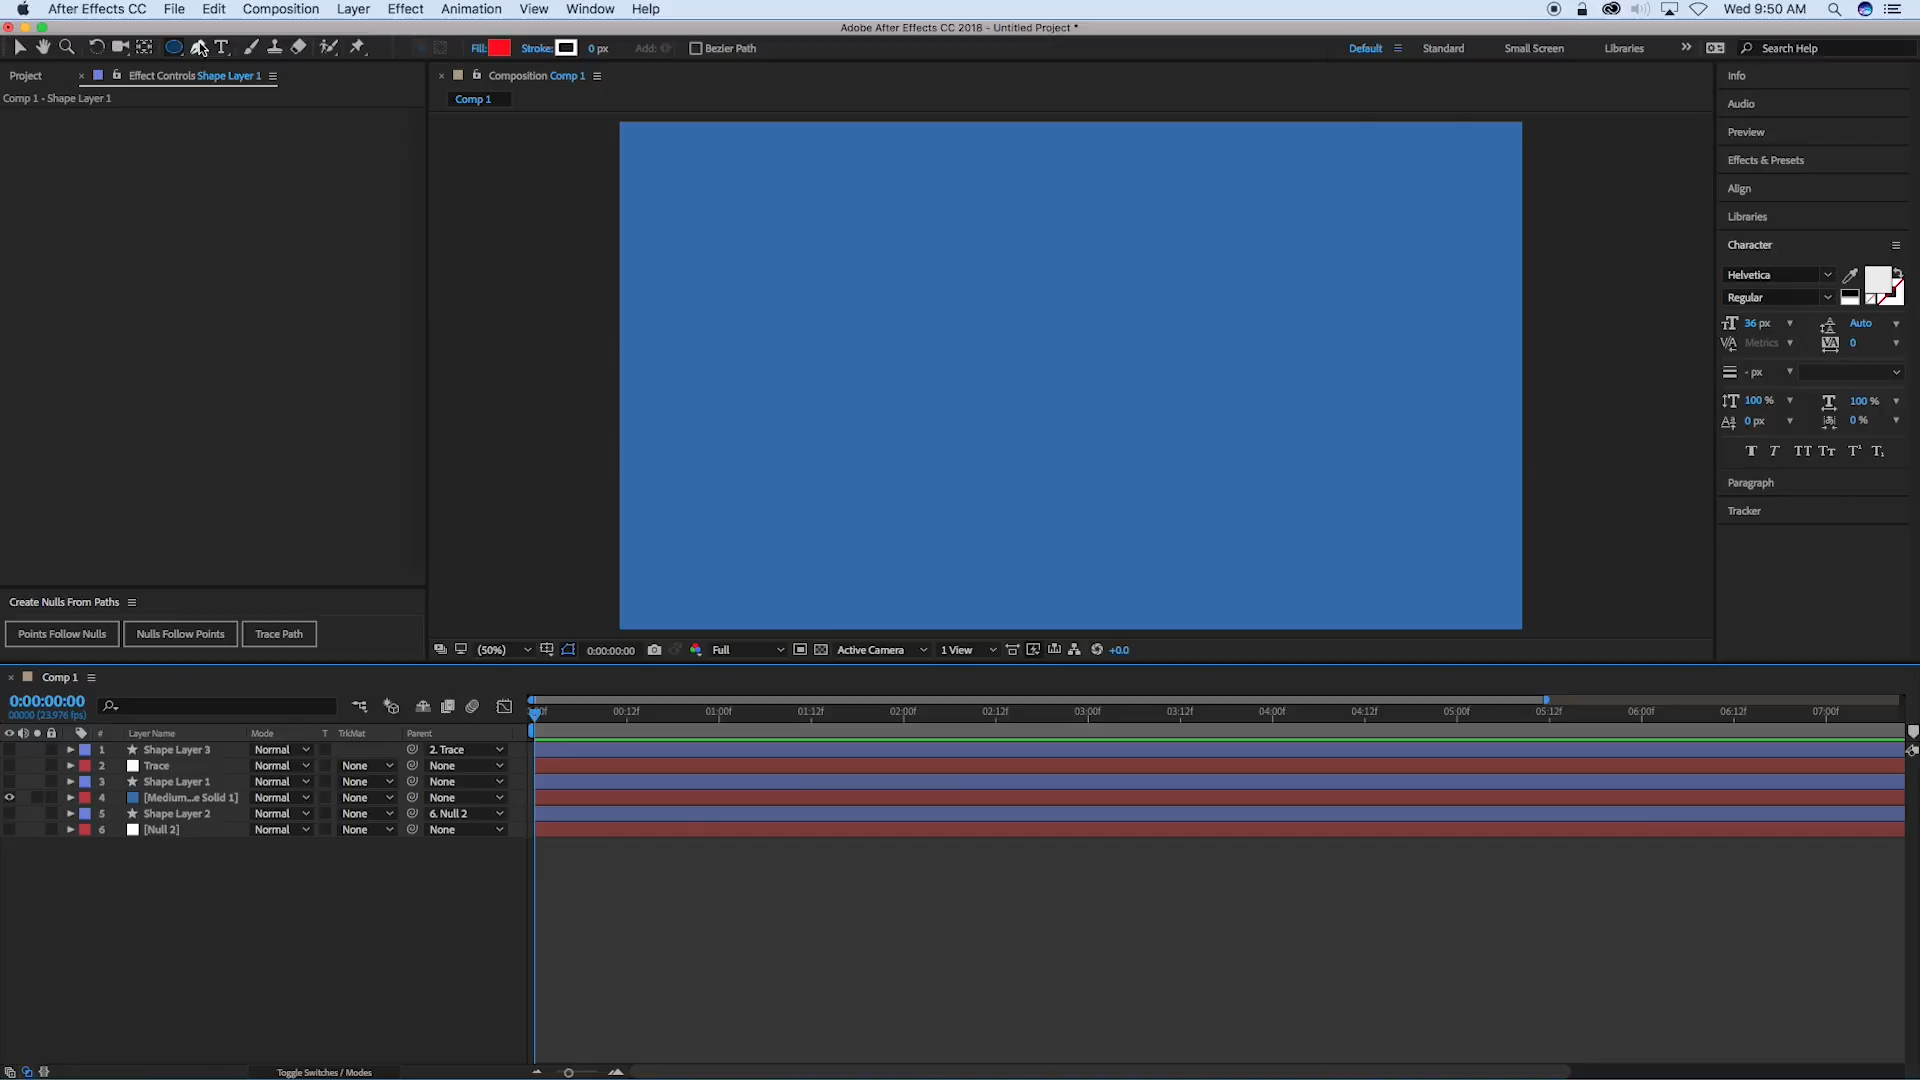 After Effects CC File Edit Composition Layer Effect Animation View Window Help Wed 9:50 AM
Adobe After Effects CC 2018 - Untitled Project *
Fill: Stroke: 0 px Add: Bezier Path Default Standard Small Screen Libraries Search Help
Project Effect Controls Shape Layer 1
Composition Comp 1
Comp 1 - Shape Layer 1
Comp 1
Info
Audio
Preview
Effects & Presets
Align
Libraries
Character
Helvetica
Regular
36 px Auto
Metrics 0
- px
100 % 100 %
0 px 0 %
T T TT Tr T¹ T₁
Paragraph
Tracker
Create Nulls From Paths
Points Follow Nulls Nulls Follow Points Trace Path
(50%) 0:00:00:00 Full Active Camera 1 View +0.0
Comp 1
0:00:00:00
00000 (23.976 fps)
00:12f 01:00f 01:12f 02:00f 02:12f 03:00f 03:12f 04:00f 04:12f 05:00f 05:12f 06:00f 06:12f 07:00f
# Layer Name Mode T TrkMat Parent
1 Shape Layer 3 Normal 2. Trace
2 Trace Normal None None
3 Shape Layer 1 Normal None None
4 [Medium...e Solid 1] Normal None None
5 Shape Layer 2 Normal None 6. Null 2
6 [Null 2] Normal None None
Toggle Switches / Modes